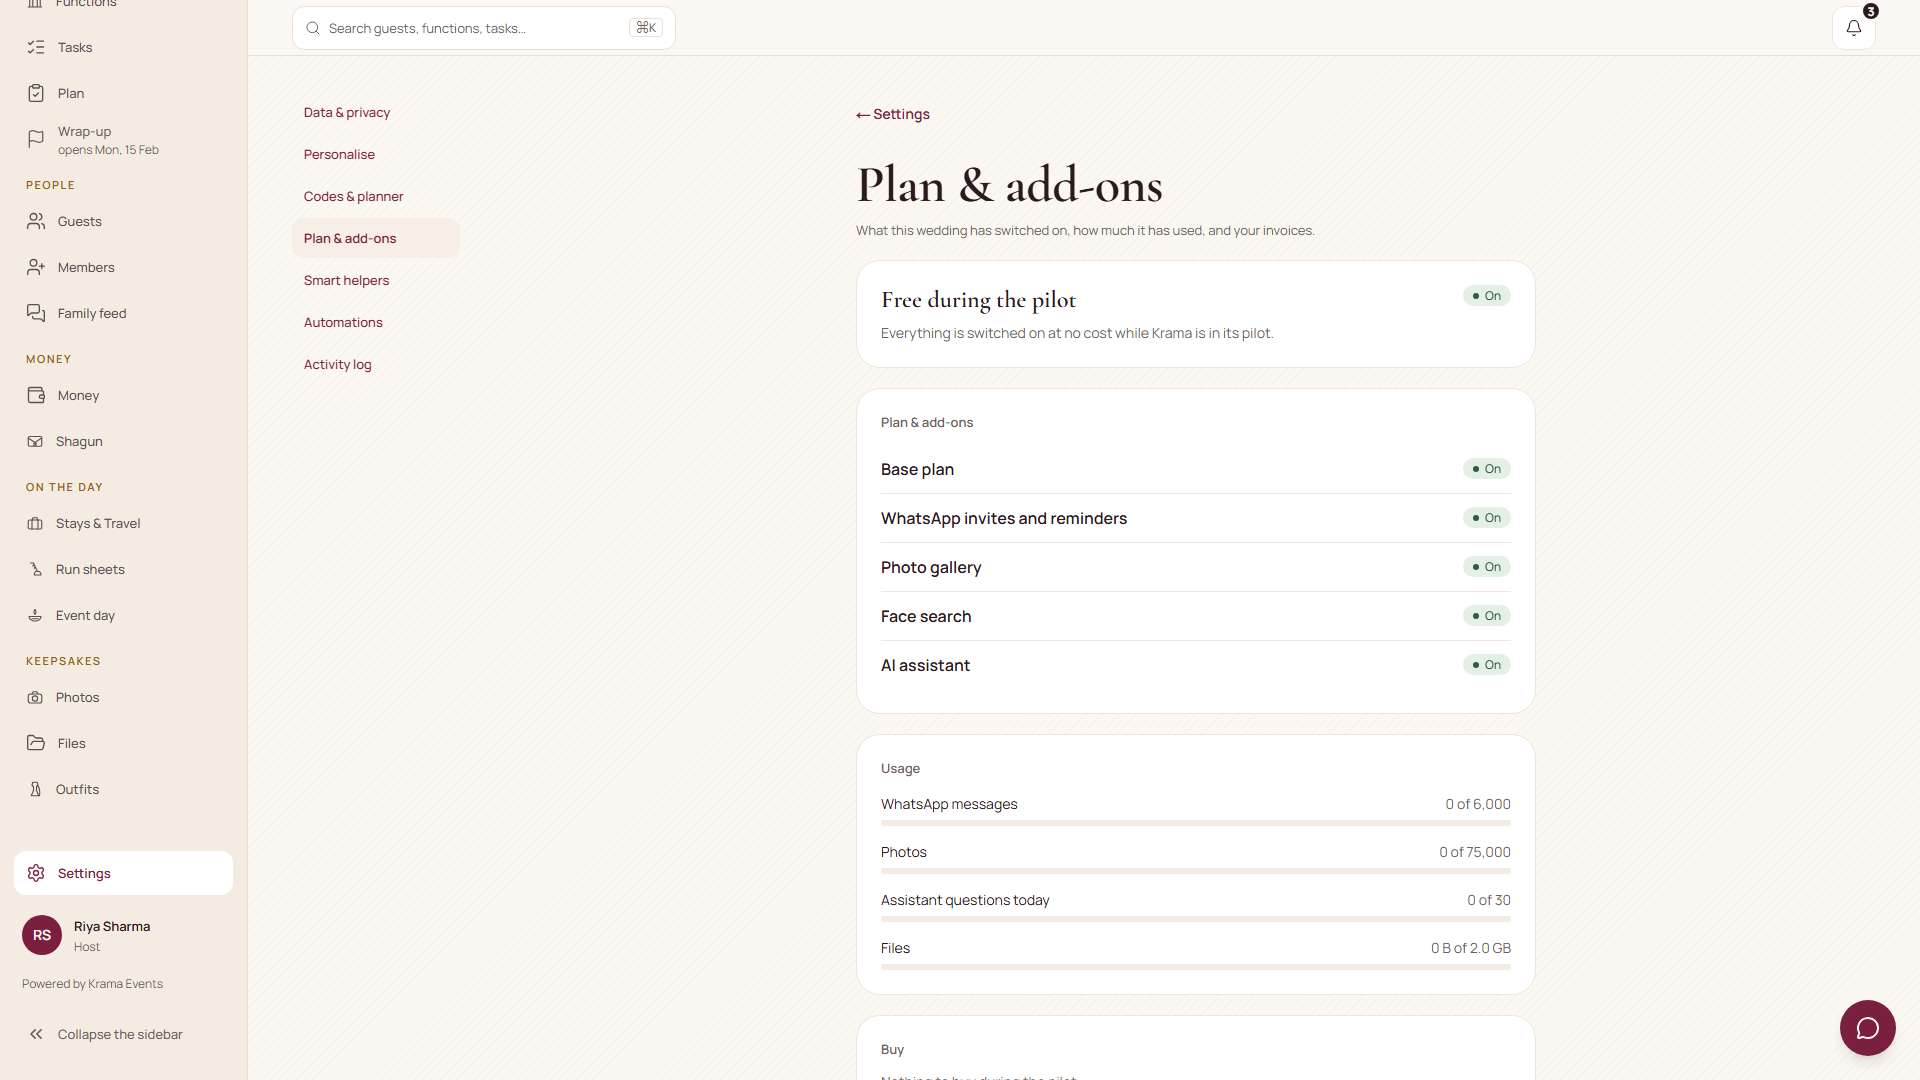 Functions
Tasks
Plan
Wrap-up
opens Mon, 15 Feb
PEOPLE
Guests
Members
Family feed
MONEY
Money
Shagun
ON THE DAY
Stays & Travel
Run sheets
Event day
KEEPSAKES
Photos
Files
Outfits
Settings
RS
Riya Sharma
Host
Powered by Krama Events
Collapse the sidebar
Search guests, functions, tasks...
⌘K
3
Data & privacy
Personalise
Codes & planner
Plan & add-ons
Smart helpers
Automations
Activity log
← Settings
Plan & add-ons
What this wedding has switched on, how much it has used, and your invoices.
Free during the pilot
On
Everything is switched on at no cost while Krama is in its pilot.
Plan & add-ons
Base plan
On
WhatsApp invites and reminders
On
Photo gallery
On
Face search
On
AI assistant
On
Usage
WhatsApp messages
0 of 6,000
Photos
0 of 75,000
Assistant questions today
0 of 30
Files
0 B of 2.0 GB
Buy
Nothing to buy during the pilot